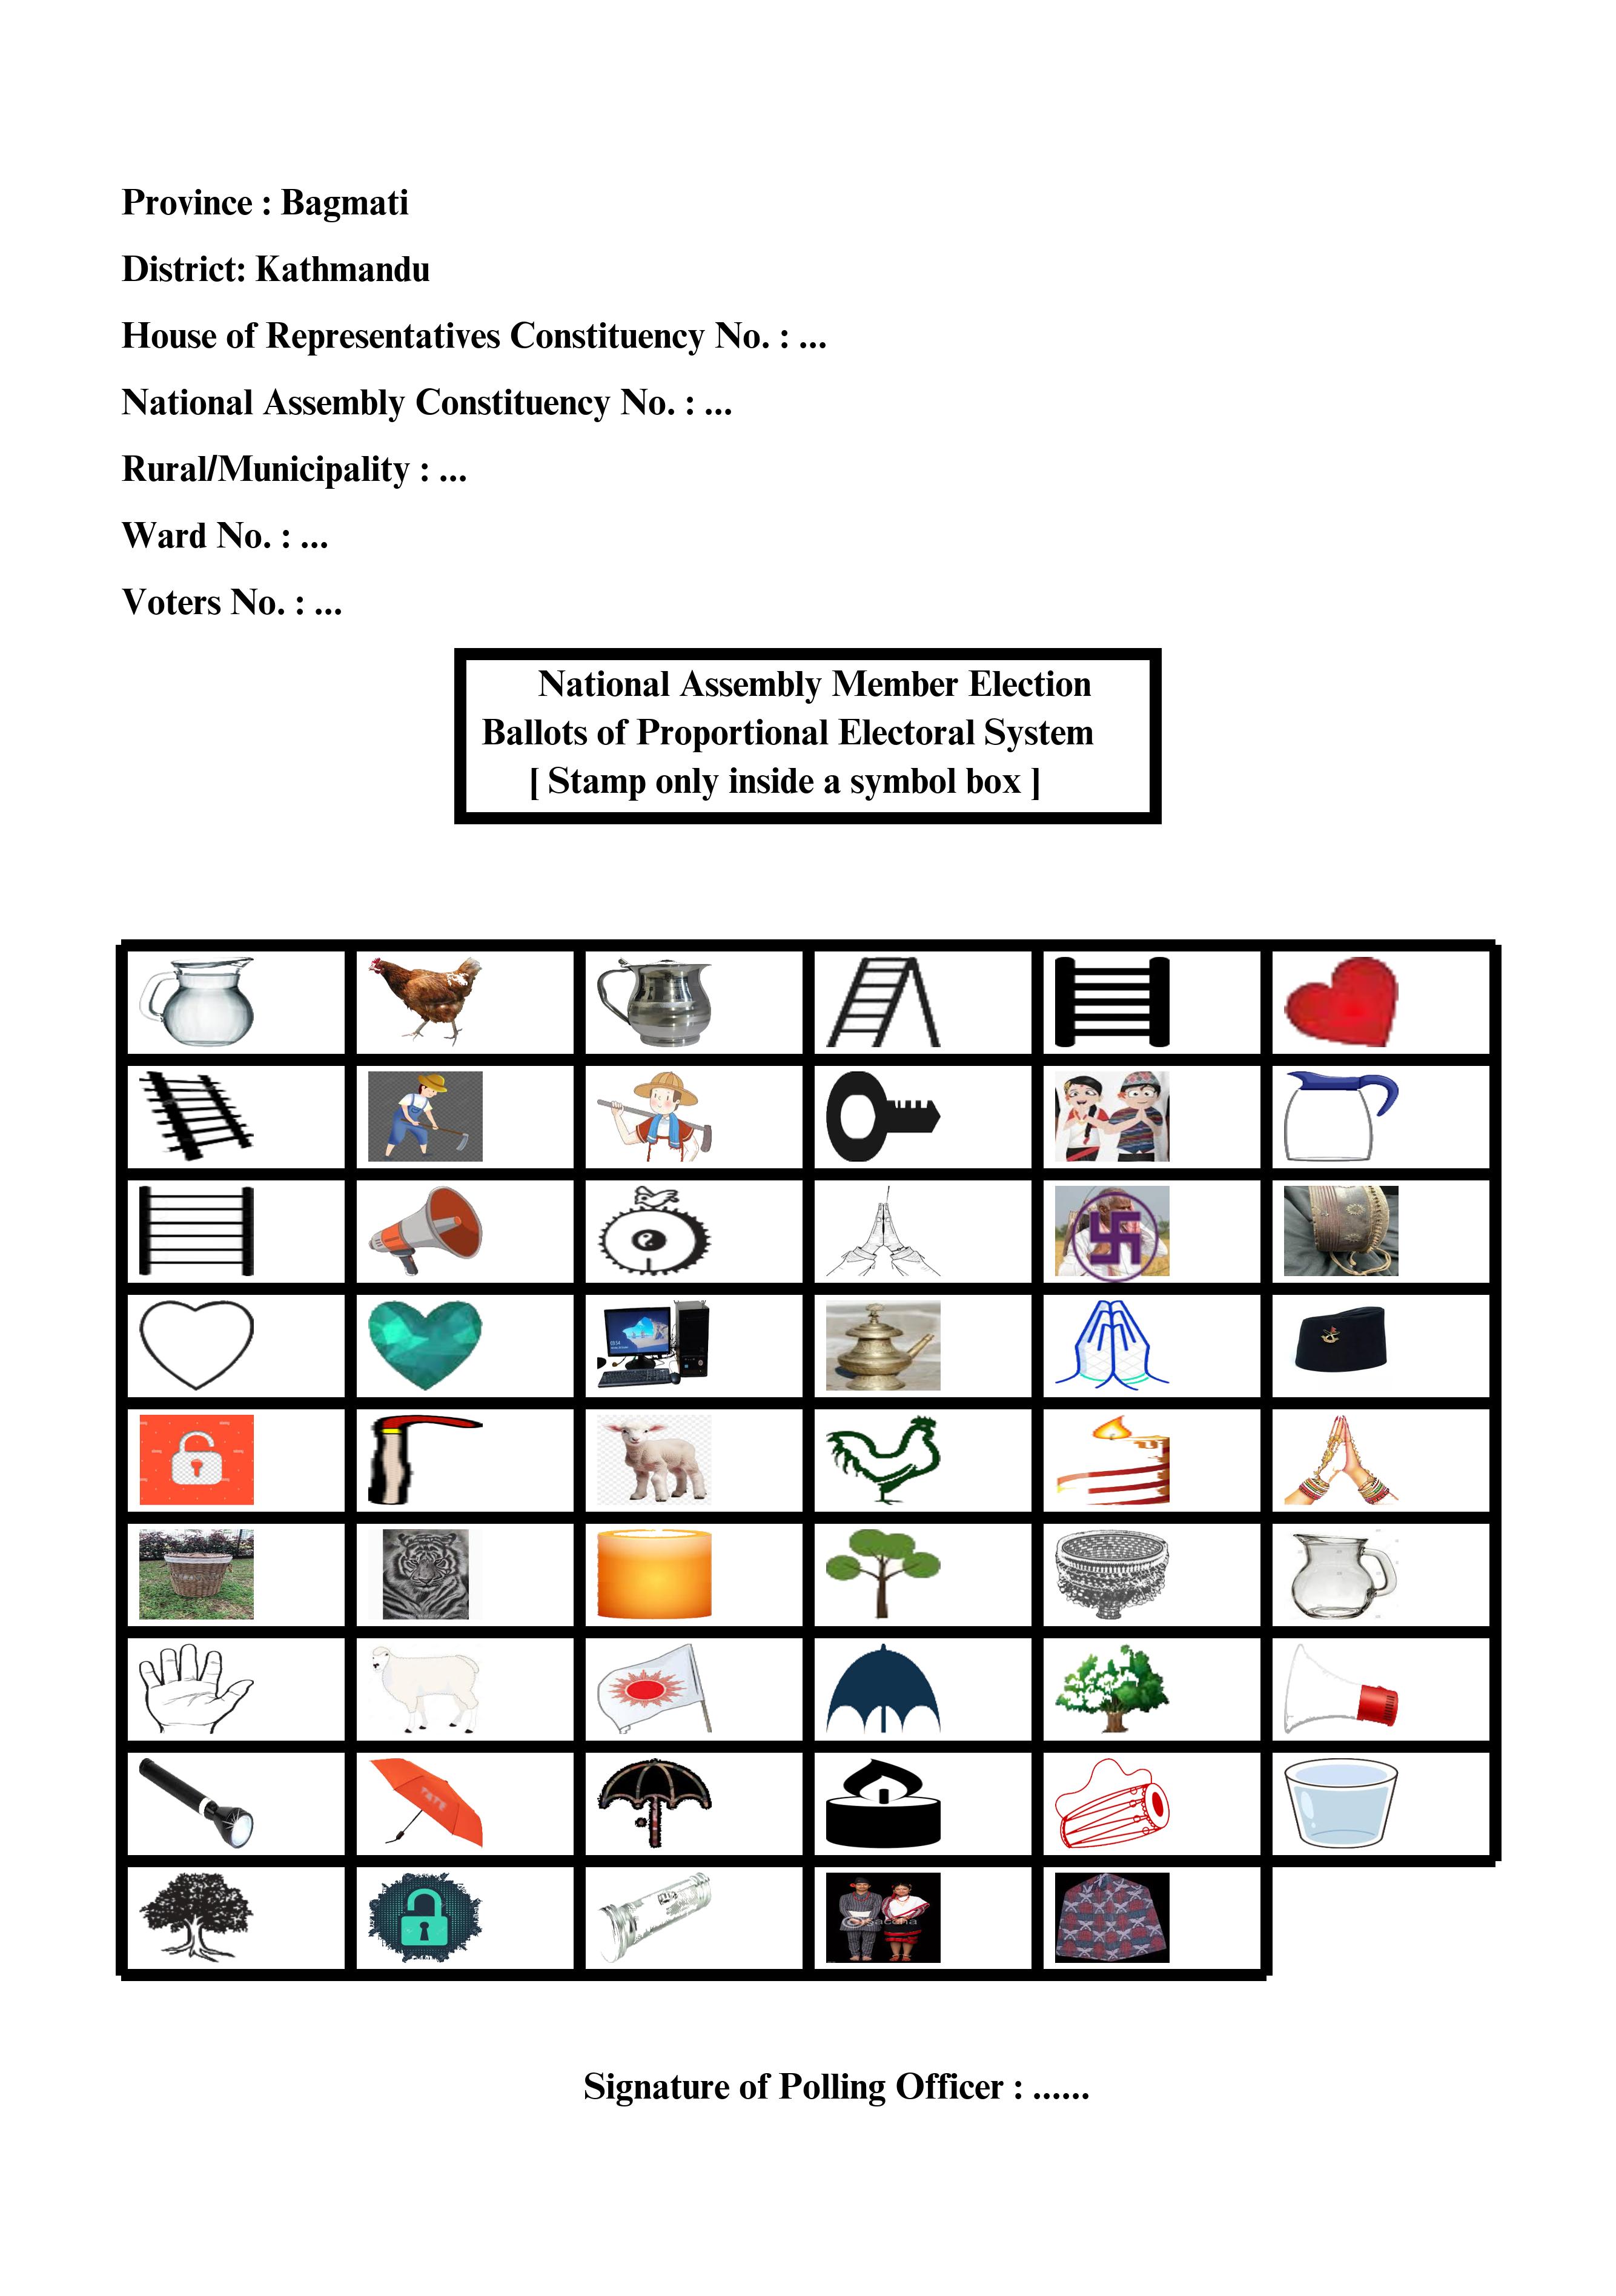 Province : Bagmati
District: Kathmandu
House of Representatives Constituency No. : ...
National Assembly Constituency No. : ...
Rural/Municipality : ...
Ward No. : ...
Voters No. : ...
National Assembly Member Election
Ballots of Proportional Electoral System
[ Stamp only inside a symbol box ]
Signature of Polling Officer : ......